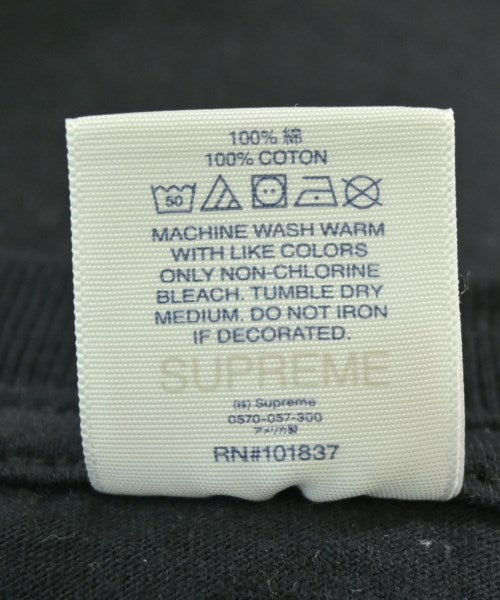 100% 綿
100% COTON
50
MACHINE WASH WARM
WITH LIKE COLORS
ONLY NON-CHLORINE
BLEACH. TUMBLE DRY
MEDIUM. DO NOT IRON
IF DECORATED.
SUPREME
(株) Supreme
0570-057-300
アメリカ製
RN#101837